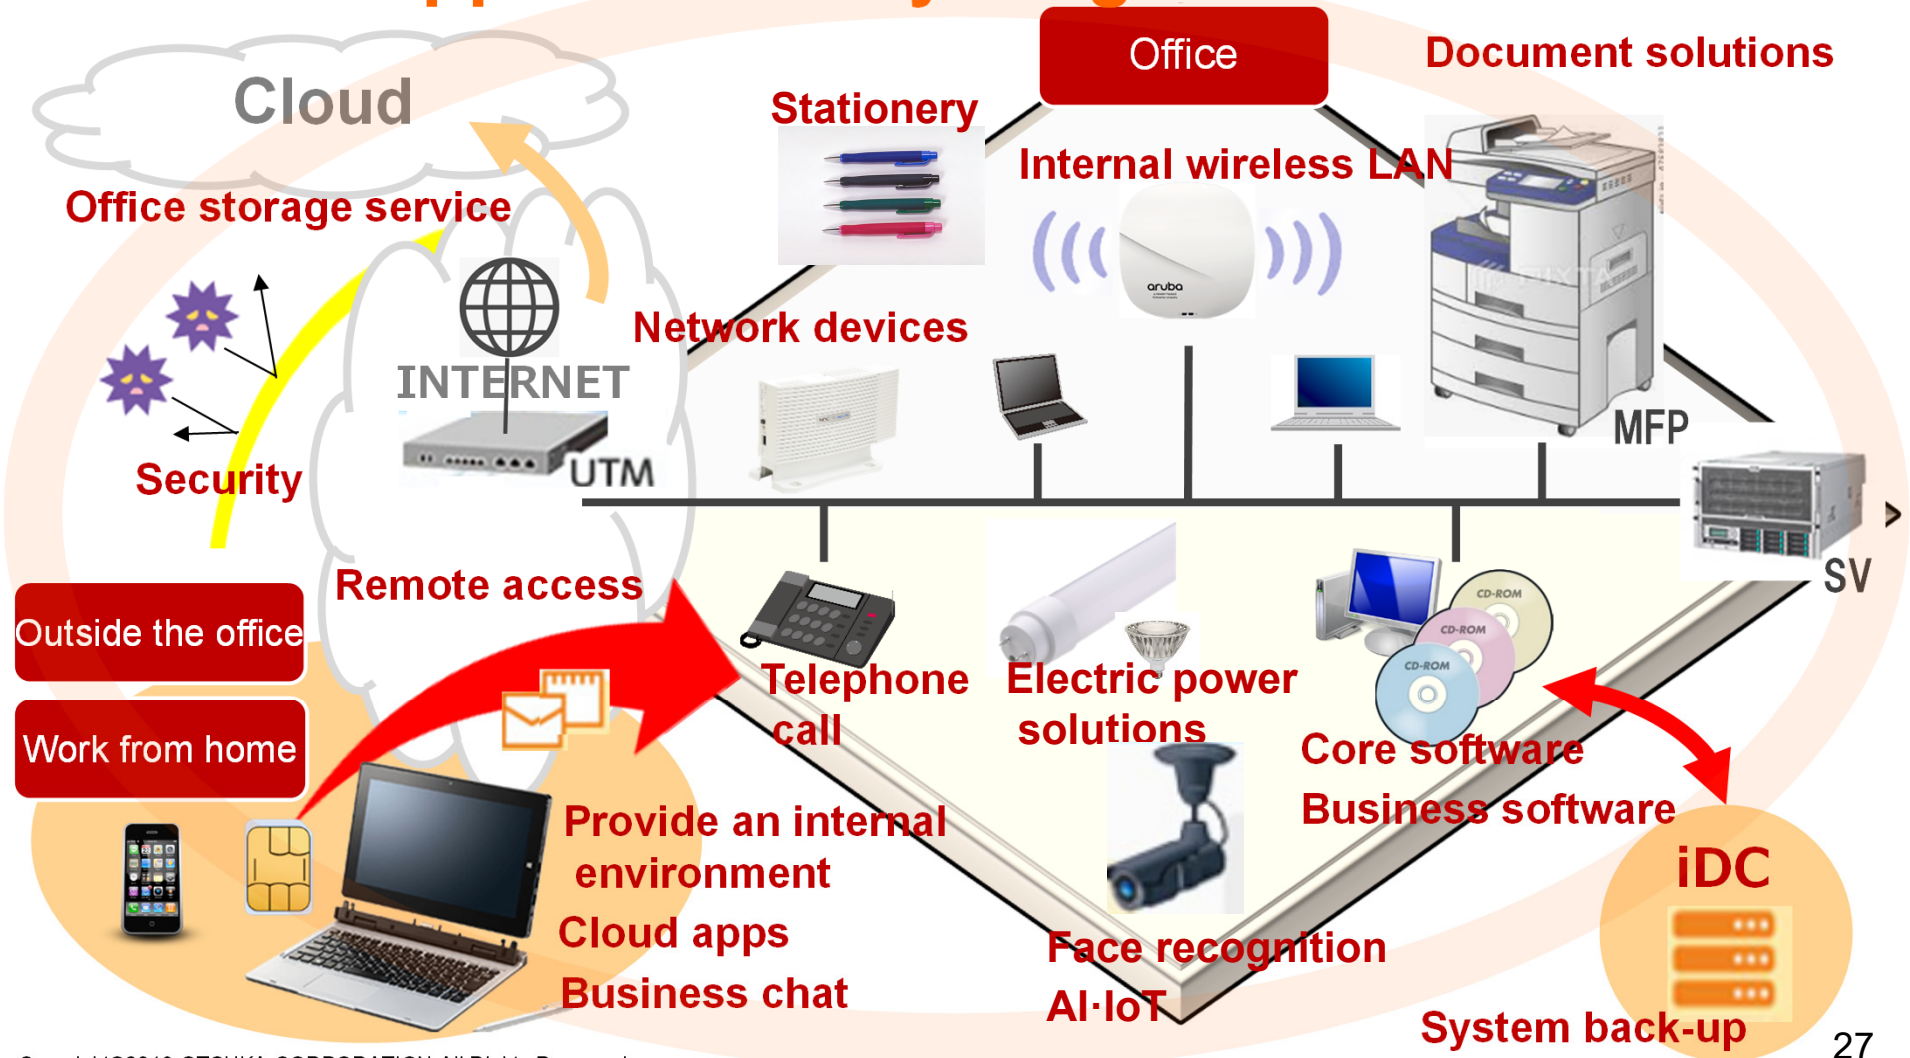 Office
Document solutions
Cloud
Stationery
Internal wireless LAN
Office storage service
aruba
Network devices
INTERNET
MFP
Security
UTM
SV
Remote access
CD-ROM
CD-ROM
CD-ROM
Outside the office
Telephone
call
Electric power
solutions
Work from home
Core software
Business software
Provide an internal
environment
iDC
Cloud apps
Face recognition
Business chat
AI·IoT
System back-up
27